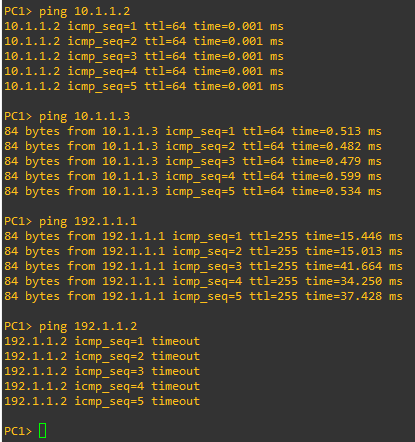 PC1> ping 10.1.1.2
10.1.1.2 icmp_seq=1 ttl=64 time=0.001 ms
10.1.1.2 icmp_seq=2 ttl=64 time=0.001 ms
10.1.1.2 icmp_seq=3 ttl=64 time=0.001 ms
10.1.1.2 icmp_seq=4 ttl=64 time=0.001 ms
10.1.1.2 icmp_seq=5 ttl=64 time=0.001 ms
PC1> ping 10.1.1.3
84 bytes from 10.1.1.3 icmp_seq=1 ttl=64 time=0.513 ms
84 bytes from 10.1.1.3 icmp_seq=2 ttl=64 time=0.482 ms
84 bytes from 10.1.1.3 icmp_seq=3 ttl=64 time=0.479 ms
84 bytes from 10.1.1.3 icmp_seq=4 ttl=64 time=0.599 ms
84 bytes from 10.1.1.3 icmp_seq=5 ttl=64 time=0.534 ms
PC1> ping 192.1.1.1
84 bytes from 192.1.1.1 icmp_seq=1 ttl=255 time=15.446 ms
84 bytes from 192.1.1.1 icmp_seq=2 ttl=255 time=15.013 ms
84 bytes from 192.1.1.1 icmp_seq=3 ttl=255 time=41.664 ms
84 bytes from 192.1.1.1 icmp_seq=4 ttl=255 time=34.250 ms
84 bytes from 192.1.1.1 icmp_seq=5 ttl=255 time=37.428 ms
PC1> ping 192.1.1.2
192.1.1.2 icmp_seq=1 timeout
192.1.1.2 icmp_seq=2 timeout
192.1.1.2 icmp_seq=3 timeout
192.1.1.2 icmp_seq=4 timeout
192.1.1.2 icmp_seq=5 timeout
PC1>